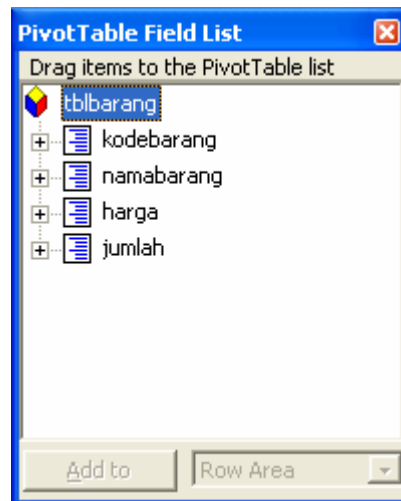 PivotTable Field List
Drag items to the PivotTable list
tblbarang
kodebarang
namabarang
harga
jumlah
Add to
Row Area